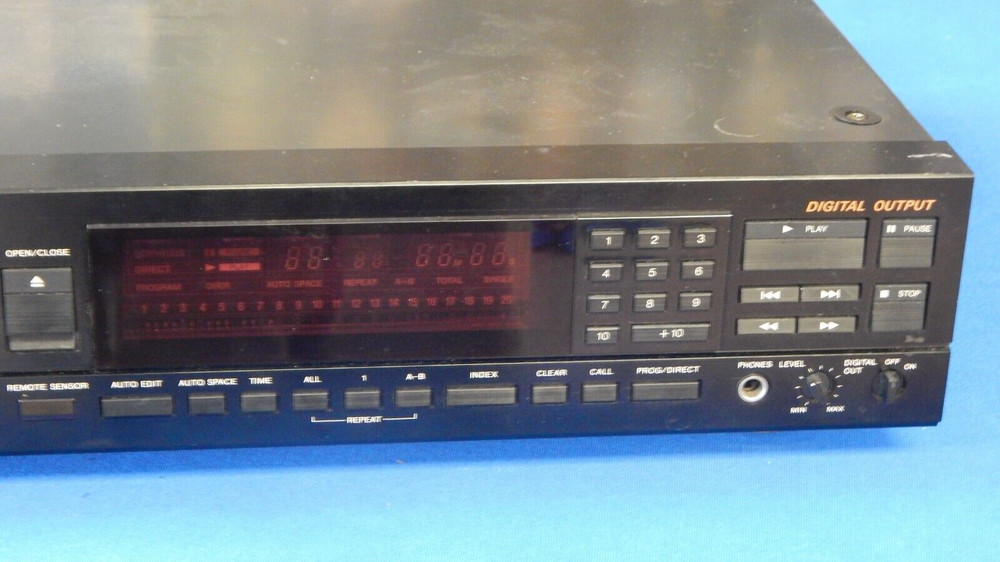 DIGITAL OUTPUT
OPEN/CLOSE
PLAY
PAUSE
1 2 3
4 5 6
7 8 9
10 +10
STOP
DIRECT
PROGRAM OVER AUTO SPACE REPEAT A-B TOTAL SINGLE
1 2 3 4 5 6 7 8 9 10 11 12 13 14 15 16 17 18 19 20
REMOTE SENSOR
AUTO EDIT
AUTO SPACE
TIME
ALL
1
A-B
REPEAT
INDEX
CLEAR
CALL
PROG/DIRECT
PHONES
LEVEL
MIN
MAX
DIGITAL
OUT
OFF
ON